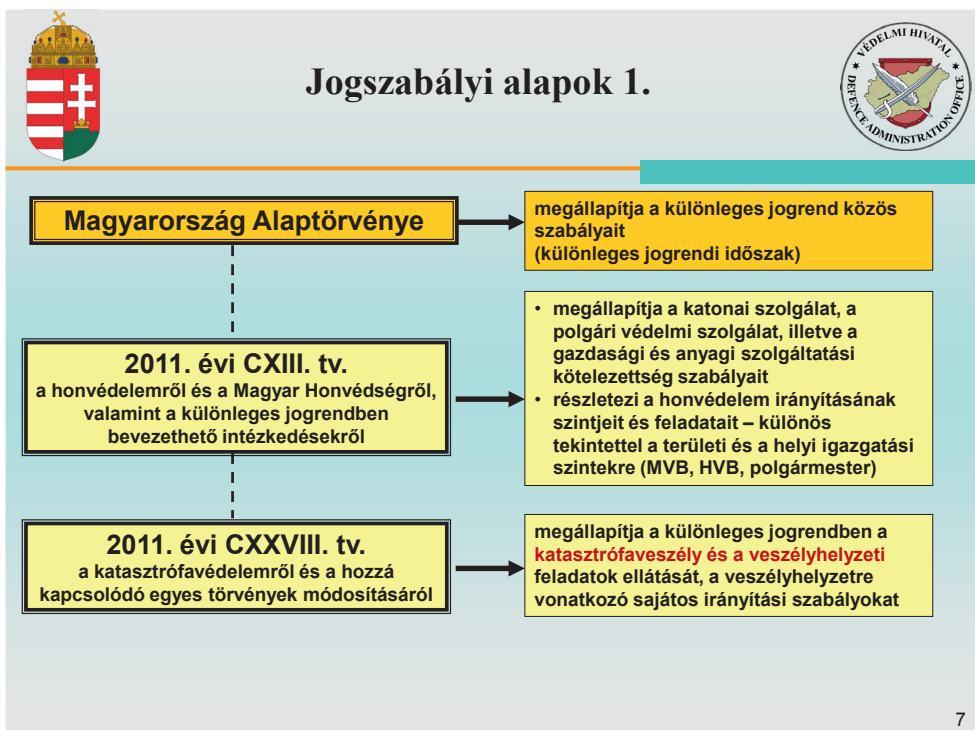 Jogszabályi alapok 1.
VÉDELMI HIVATAL
DEFENCE ADMINISTRATION OFFICE
Magyarország Alaptörvénye
megállapítja a különleges jogrend közös
szabályait
(különleges jogrendi időszak)
2011. évi CXIII. tv.
a honvédelemről és a Magyar Honvédségről,
valamint a különleges jogrendben
bevezethető intézkedésekről
• megállapítja a katonai szolgálat, a
polgári védelmi szolgálat, illetve a
gazdasági és anyagi szolgáltatási
kötelezettség szabályait
• részletezi a honvédelem irányításának
szintjeit és feladatait – különös
tekintettel a területi és a helyi igazgatási
szintekre (MVB, HVB, polgármester)
2011. évi CXXVIII. tv.
a katasztrófavédelemről és a hozzá
kapcsolódó egyes törvények módosításáról
megállapítja a különleges jogrendben a
katasztrófaveszély és a veszélyhelyzeti
feladatok ellátását, a veszélyhelyzetre
vonatkozó sajátos irányítási szabályokat
7